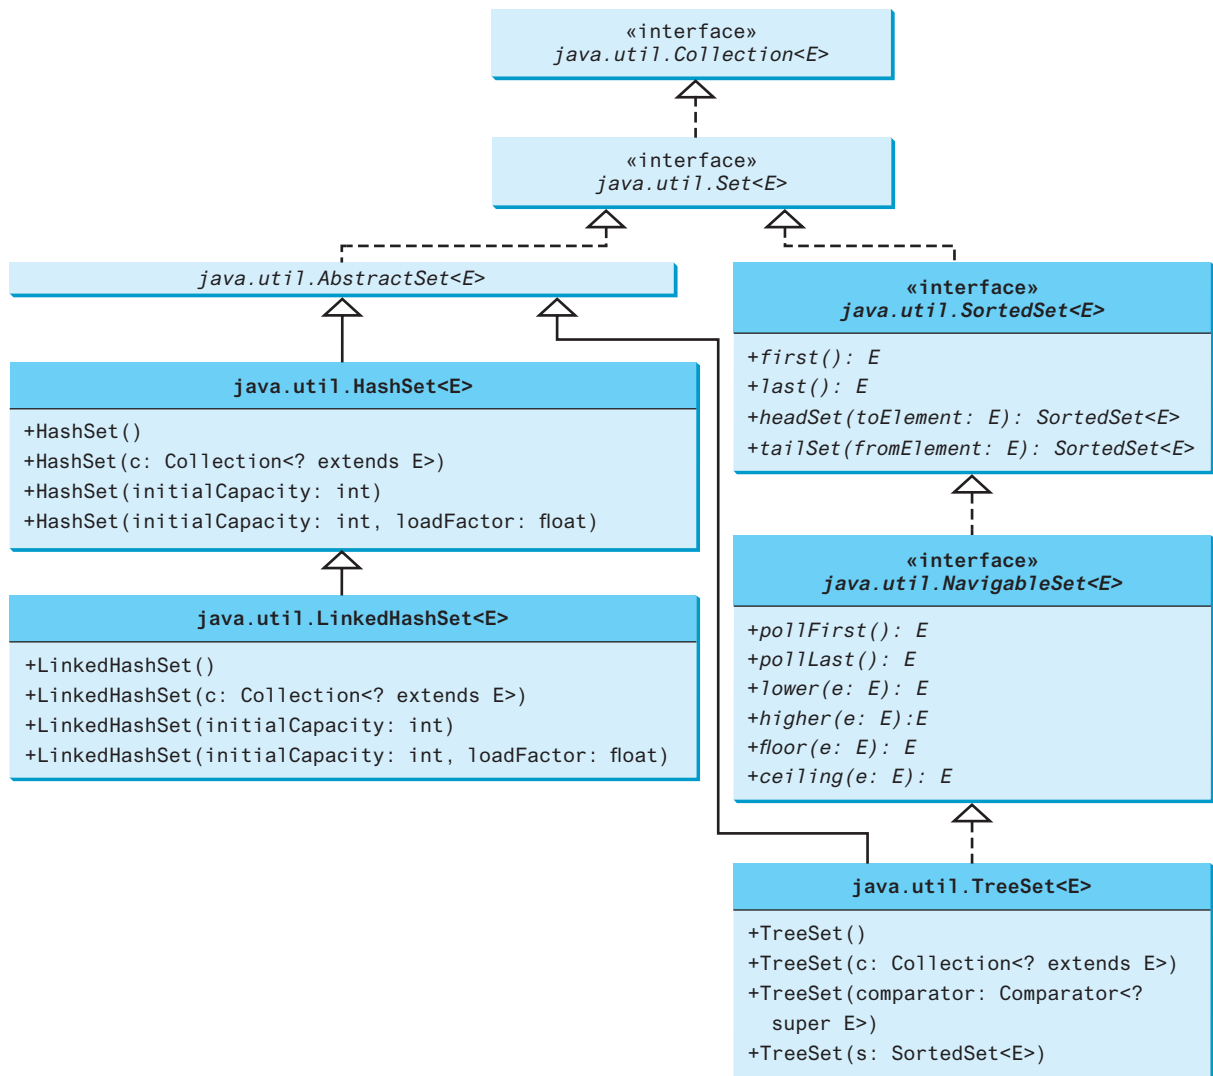 «interface»
java.util.Collection<E>
«interface»
java.util.Set<E>
java.util.AbstractSet<E>
«interface»
java.util.SortedSet<E>
+first(): E
+last(): E
+headSet(toElement: E): SortedSet<E>
+tailSet(fromElement: E): SortedSet<E>
java.util.HashSet<E>
+HashSet()
+HashSet(c: Collection<? extends E>)
+HashSet(initialCapacity: int)
+HashSet(initialCapacity: int, loadFactor: float)
java.util.LinkedHashSet<E>
+LinkedHashSet()
+LinkedHashSet(c: Collection<? extends E>)
+LinkedHashSet(initialCapacity: int)
+LinkedHashSet(initialCapacity: int, loadFactor: float)
«interface»
java.util.NavigableSet<E>
+pollFirst(): E
+pollLast(): E
+lower(e: E): E
+higher(e: E):E
+floor(e: E): E
+ceiling(e: E): E
java.util.TreeSet<E>
+TreeSet()
+TreeSet(c: Collection<? extends E>)
+TreeSet(comparator: Comparator<?
super E>)
+TreeSet(s: SortedSet<E>)